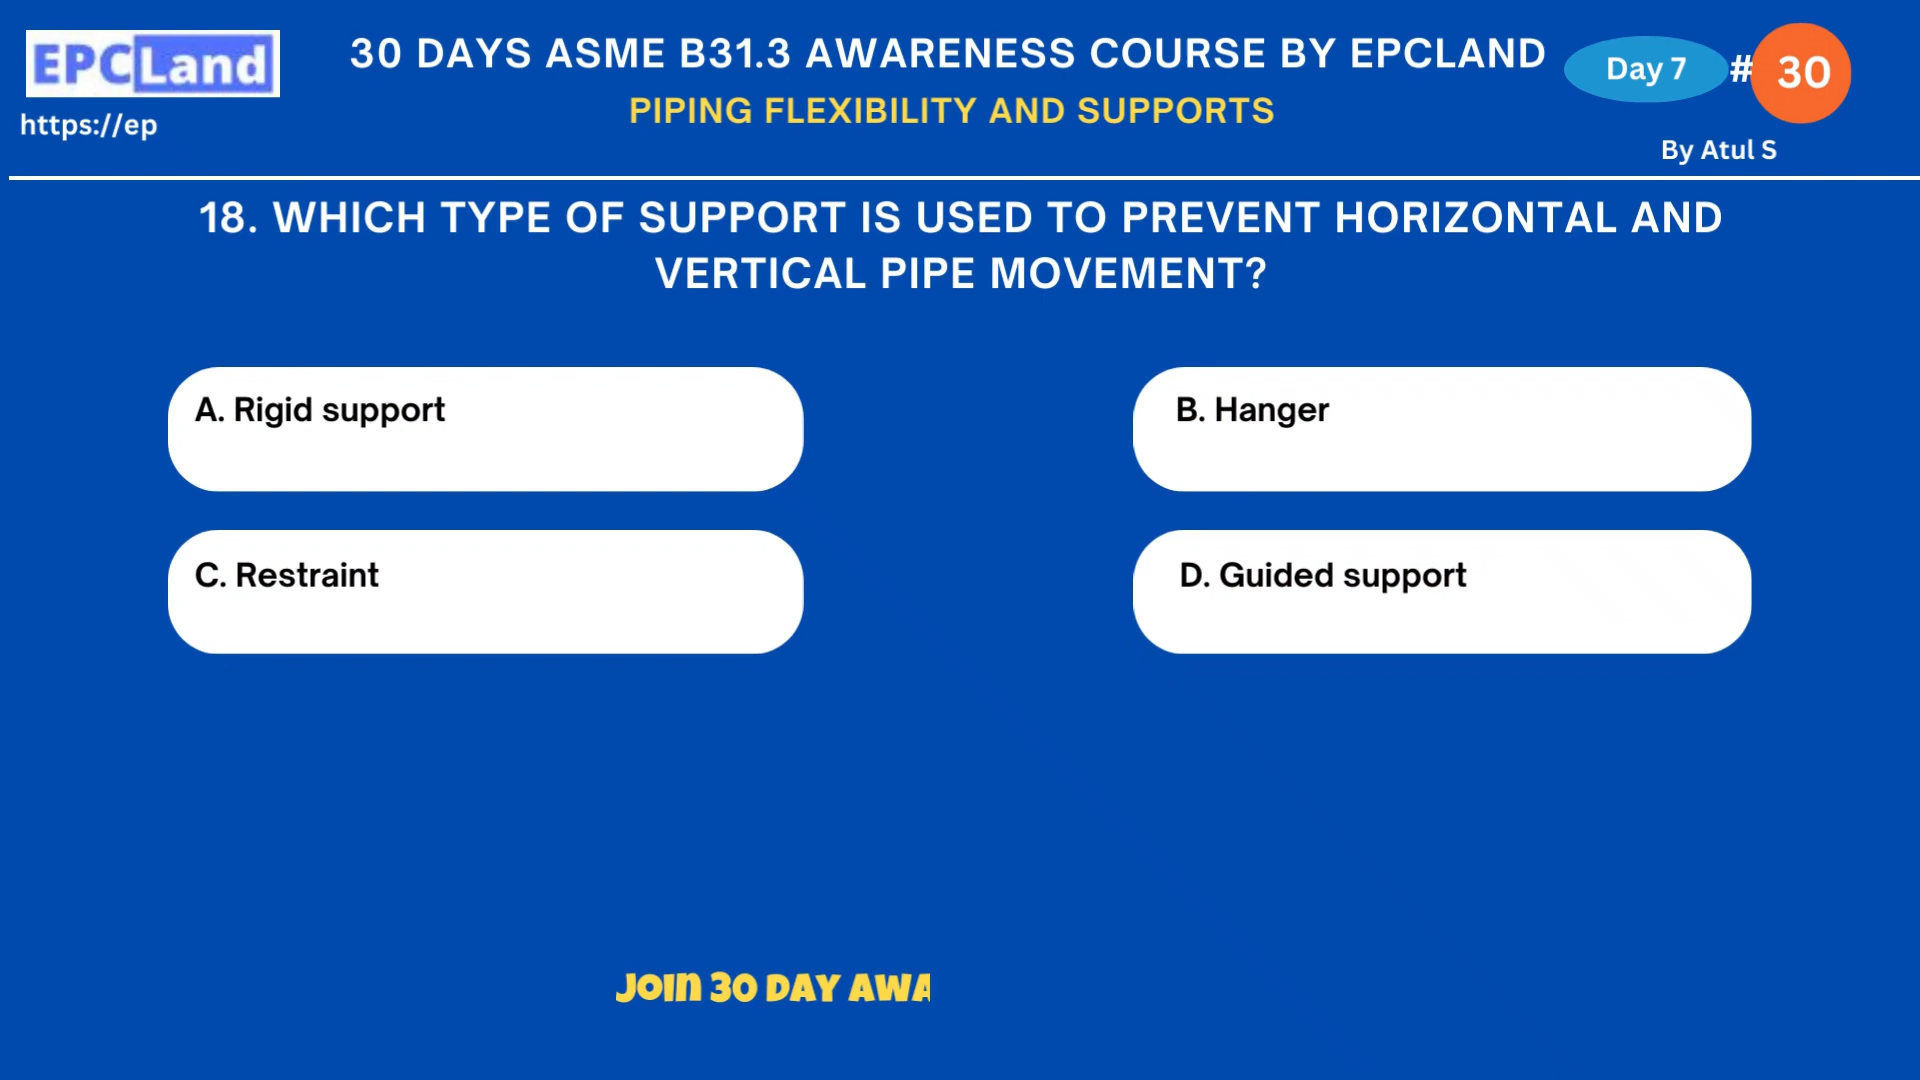 EPCLand
https://ep
30 DAYS ASME B31.3 AWARENESS COURSE BY EPCLAND
PIPING FLEXIBILITY AND SUPPORTS
Day 7 # 30
By Atul S
18. WHICH TYPE OF SUPPORT IS USED TO PREVENT HORIZONTAL AND
VERTICAL PIPE MOVEMENT?
A. Rigid support
B. Hanger
C. Restraint
D. Guided support
Join 30 Day Awa